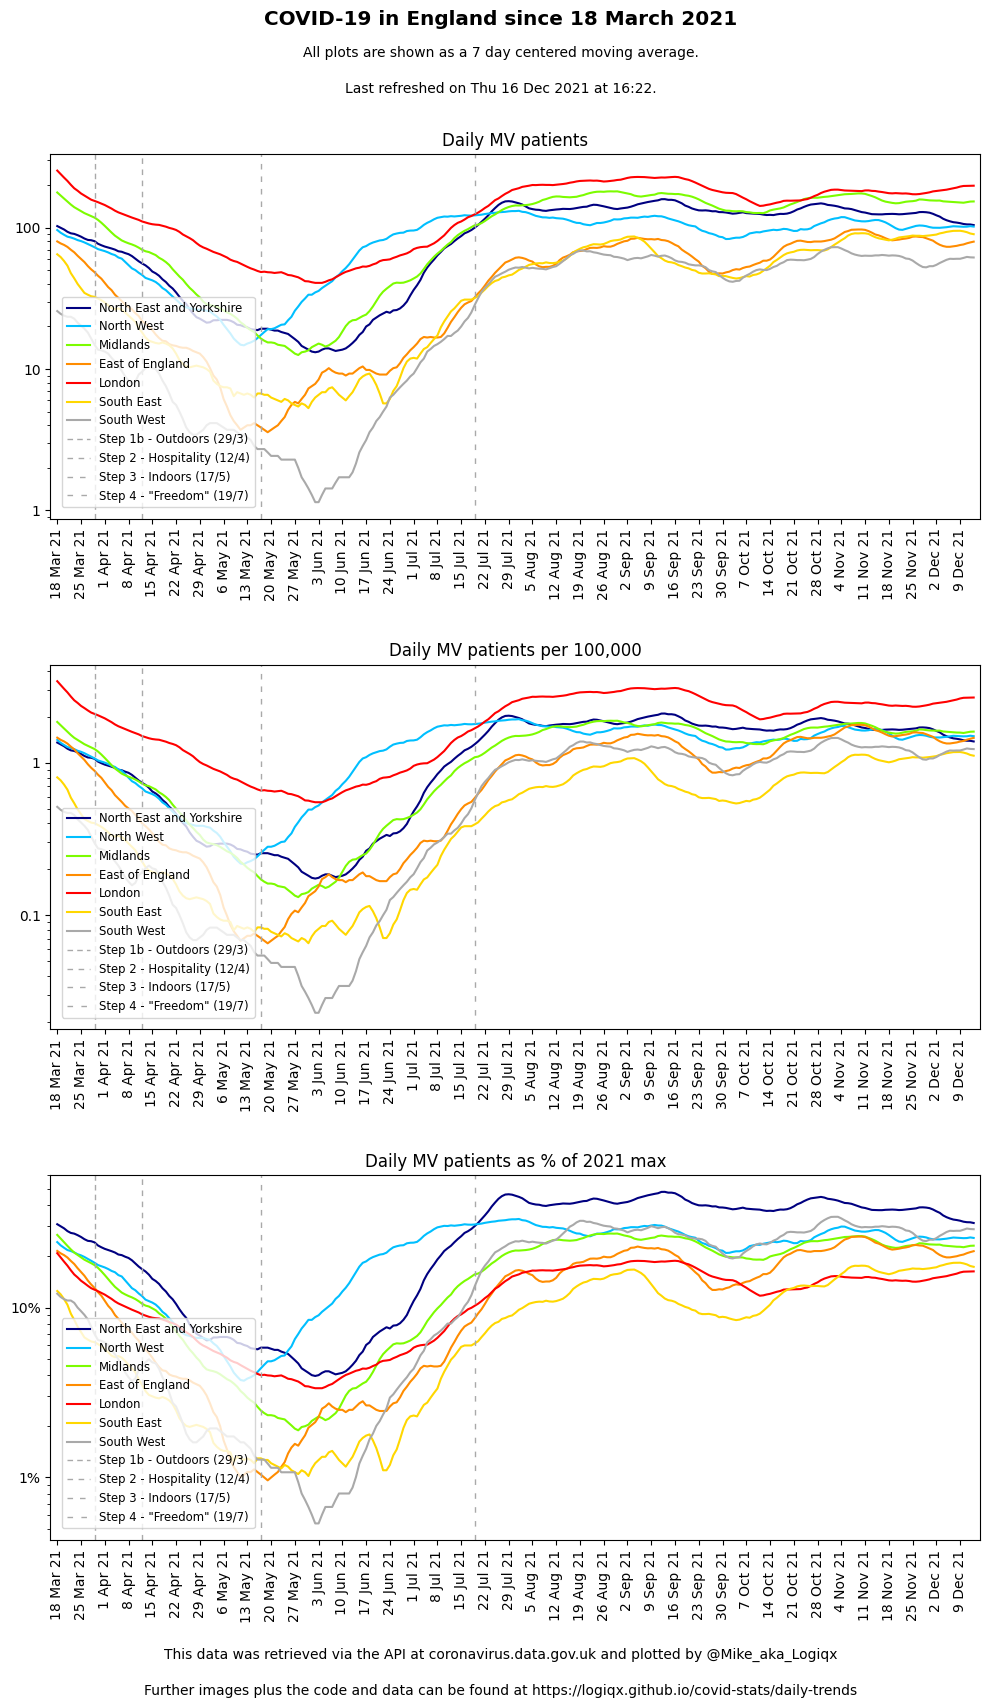 COVID-19 in England since 18 March 2021
All plots are shown as a 7 day centered moving average.
Last refreshed on Thu 16 Dec 2021 at 16:22.
Daily MV patients
100
10
1
North East and Yorkshire
North West
Midlands
East of England
London
South East
South West
Step 1b - Outdoors (29/3)
Step 2 - Hospitality (12/4)
Step 3 - Indoors (17/5)
Step 4 - "Freedom" (19/7)
18 Mar 21
25 Mar 21
1 Apr 21
8 Apr 21
15 Apr 21
22 Apr 21
29 Apr 21
6 May 21
13 May 21
20 May 21
27 May 21
3 Jun 21
10 Jun 21
17 Jun 21
24 Jun 21
1 Jul 21
8 Jul 21
15 Jul 21
22 Jul 21
29 Jul 21
5 Aug 21
12 Aug 21
19 Aug 21
26 Aug 21
2 Sep 21
9 Sep 21
16 Sep 21
23 Sep 21
30 Sep 21
7 Oct 21
14 Oct 21
21 Oct 21
28 Oct 21
4 Nov 21
11 Nov 21
18 Nov 21
25 Nov 21
2 Dec 21
9 Dec 21
Daily MV patients per 100,000
1
0.1
North East and Yorkshire
North West
Midlands
East of England
London
South East
South West
Step 1b - Outdoors (29/3)
Step 2 - Hospitality (12/4)
Step 3 - Indoors (17/5)
Step 4 - "Freedom" (19/7)
18 Mar 21
25 Mar 21
1 Apr 21
8 Apr 21
15 Apr 21
22 Apr 21
29 Apr 21
6 May 21
13 May 21
20 May 21
27 May 21
3 Jun 21
10 Jun 21
17 Jun 21
24 Jun 21
1 Jul 21
8 Jul 21
15 Jul 21
22 Jul 21
29 Jul 21
5 Aug 21
12 Aug 21
19 Aug 21
26 Aug 21
2 Sep 21
9 Sep 21
16 Sep 21
23 Sep 21
30 Sep 21
7 Oct 21
14 Oct 21
21 Oct 21
28 Oct 21
4 Nov 21
11 Nov 21
18 Nov 21
25 Nov 21
2 Dec 21
9 Dec 21
Daily MV patients as % of 2021 max
10%
1%
North East and Yorkshire
North West
Midlands
East of England
London
South East
South West
Step 1b - Outdoors (29/3)
Step 2 - Hospitality (12/4)
Step 3 - Indoors (17/5)
Step 4 - "Freedom" (19/7)
18 Mar 21
25 Mar 21
1 Apr 21
8 Apr 21
15 Apr 21
22 Apr 21
29 Apr 21
6 May 21
13 May 21
20 May 21
27 May 21
3 Jun 21
10 Jun 21
17 Jun 21
24 Jun 21
1 Jul 21
8 Jul 21
15 Jul 21
22 Jul 21
29 Jul 21
5 Aug 21
12 Aug 21
19 Aug 21
26 Aug 21
2 Sep 21
9 Sep 21
16 Sep 21
23 Sep 21
30 Sep 21
7 Oct 21
14 Oct 21
21 Oct 21
28 Oct 21
4 Nov 21
11 Nov 21
18 Nov 21
25 Nov 21
2 Dec 21
9 Dec 21
This data was retrieved via the API at coronavirus.data.gov.uk and plotted by @Mike_aka_Logiqx
Further images plus the code and data can be found at https://logiqx.github.io/covid-stats/daily-trends